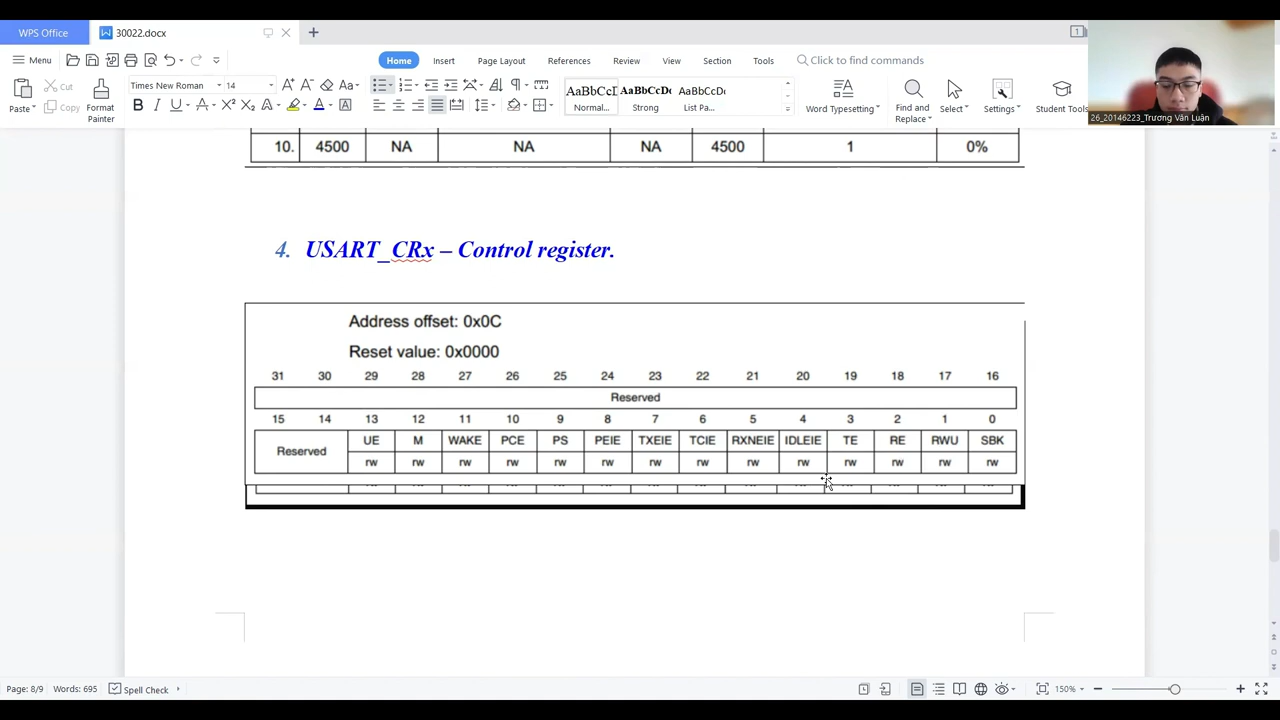 WPS Office
30022.docx
1
Menu
Home
Insert
Page Layout
References
Review
View
Section
Tools
Click to find commands
Paste
Cut
Copy
Format Painter
Times New Roman
14
AaBbCcD
Normal...
AaBbCcDc
Strong
AaBbCcDc
List Pa...
Word Typesetting
Find and Replace
Select
Settings
Student Tools
26_20146223_Trương Văn Luận
10. 4500 NA NA NA 4500 1 0%
4. USART_CRx – Control register.
Address offset: 0x0C
Reset value: 0x0000
31 30 29 28 27 26 25 24 23 22 21 20 19 18 17 16
Reserved
15 14 13 12 11 10 9 8 7 6 5 4 3 2 1 0
Reserved UE M WAKE PCE PS PEIE TXEIE TCIE RXNEIE IDLEIE TE RE RWU SBK
rw rw rw rw rw rw rw rw rw rw rw rw rw rw
Page: 8/9 Words: 695 Spell Check 150%